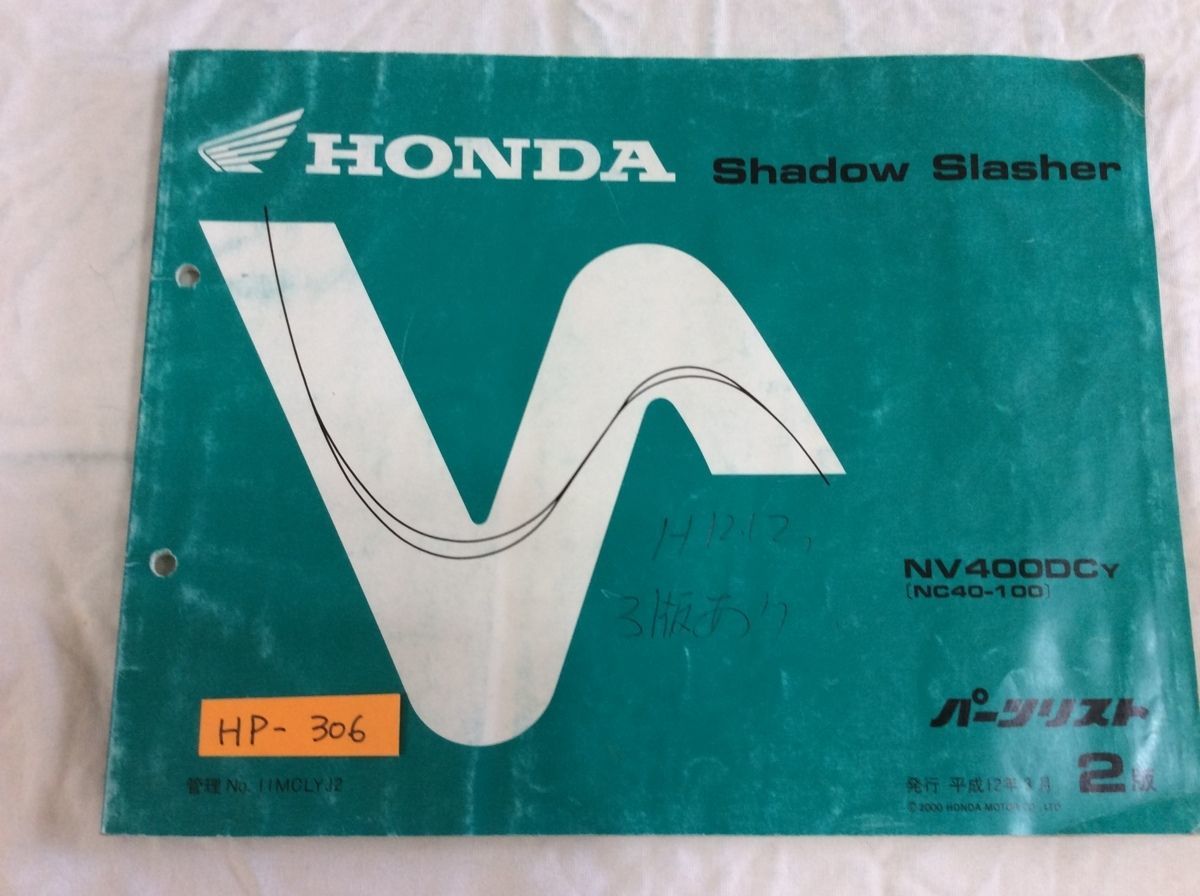 HONDA Shadow Slasher
H12.12,
3版あり
NV400DCY
[NC40-100]
パーツリスト
HP-306
管理 No. 11MCLYJ2
発行 平成12年3月 2版
© 2000 HONDA MOTOR CO., LTD.